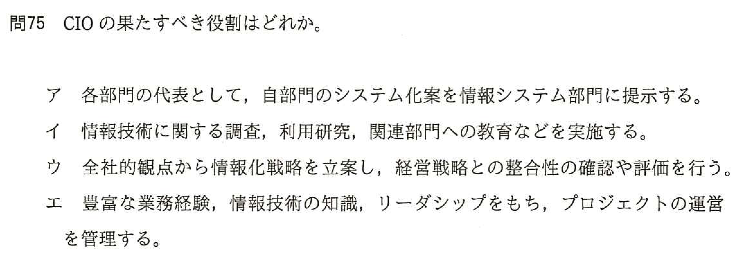 問75 CIOの果たすべき役割はどれか。
ア 各部門の代表として，自部門のシステム化案を情報システム部門に提示する。
イ 情報技術に関する調査，利用研究，関連部門への教育などを実施する。
ウ 全社的観点から情報化戦略を立案し，経営戦略との整合性の確認や評価を行う。
エ 豊富な業務経験，情報技術の知識，リーダシップをもち，プロジェクトの運営
を管理する。